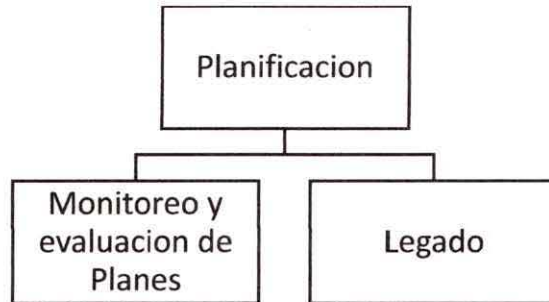 Planificacion
Monitoreo y
evaluacion de
Planes
Legado